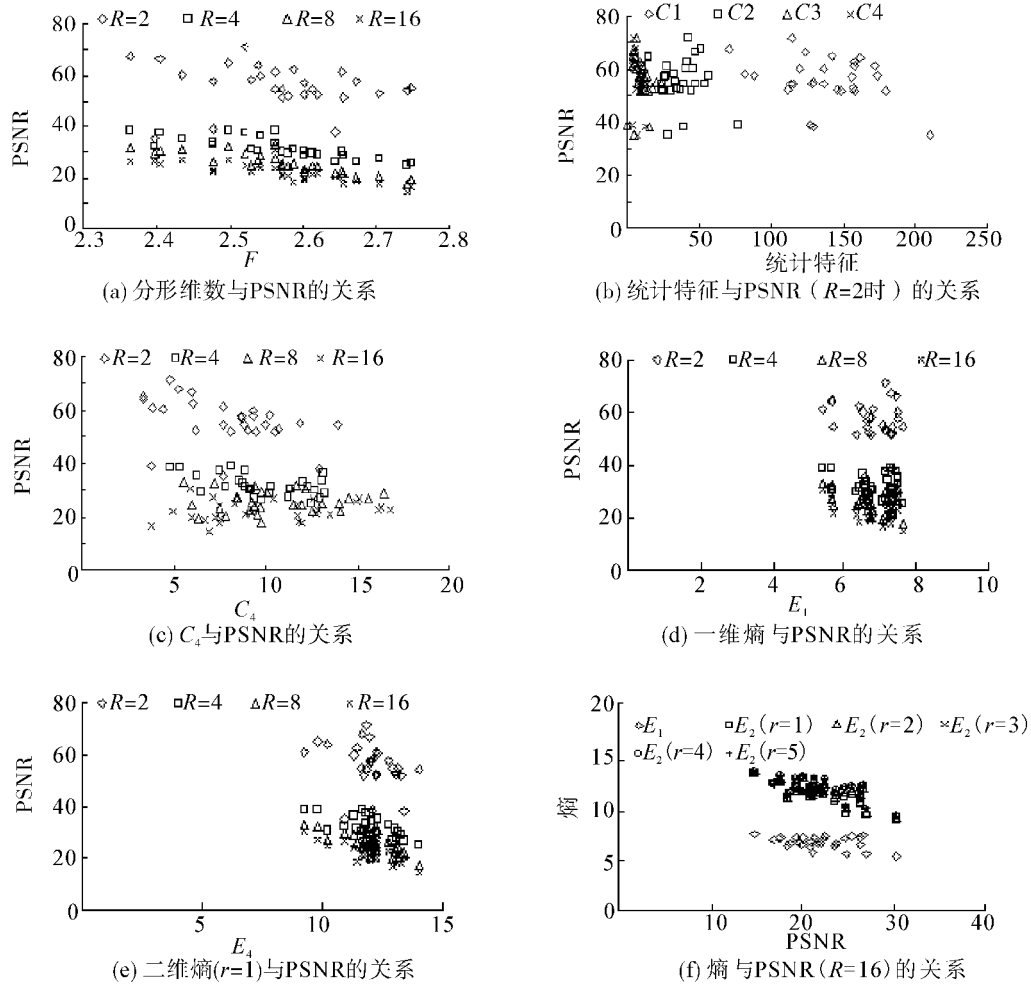 R=2 R=4 R=8 R=16
PSNR
80
60
40
20
0
2.3 2.4 2.5 2.6 2.7 2.8
F
(a) 分形维数与PSNR的关系
C1 C2 C3 C4
PSNR
80
60
40
20
0
50 100 150 200 250
统计特征
(b) 统计特征与PSNR（R=2时）的关系
R=2 R=4 R=8 R=16
PSNR
80
60
40
20
0
5 10 15 20
C₄
(c) C₄与PSNR的关系
R=2 R=4 R=8 R=16
PSNR
80
60
40
20
0
2 4 6 8 10
E₁
(d) 一维熵与PSNR的关系
R=2 R=4 R=8 R=16
PSNR
80
60
40
20
0
5 10 15
E₄
(e) 二维熵(r=1)与PSNR的关系
E₁ E₂(r=1) E₂(r=2) E₂(r=3)
E₂(r=4) E₂(r=5)
熵
20
15
10
5
0
10 20 30 40
PSNR
(f) 熵与PSNR(R=16)的关系